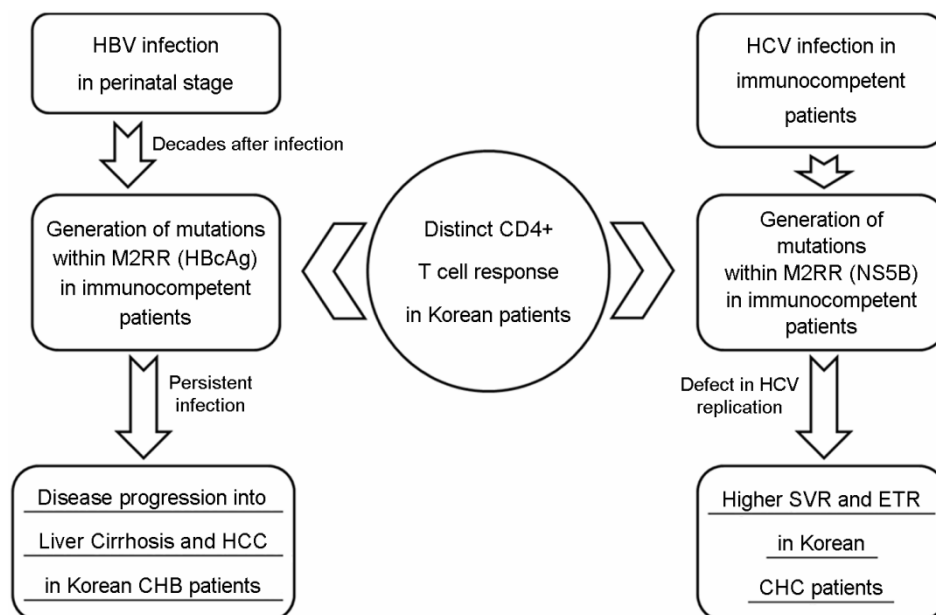 HBV infection
in perinatal stage
Decades after infection
Generation of mutations
within M2RR (HBcAg)
in immunocompetent
patients
Persistent
infection
Disease progression into
Liver Cirrhosis and HCC
in Korean CHB patients
Distinct CD4+
T cell response
in Korean patients
HCV infection in
immunocompetent
patients
Generation of
mutations
within M2RR (NS5B)
in immunocompetent
patients
Defect in HCV
replication
Higher SVR and ETR
in Korean
CHC patients